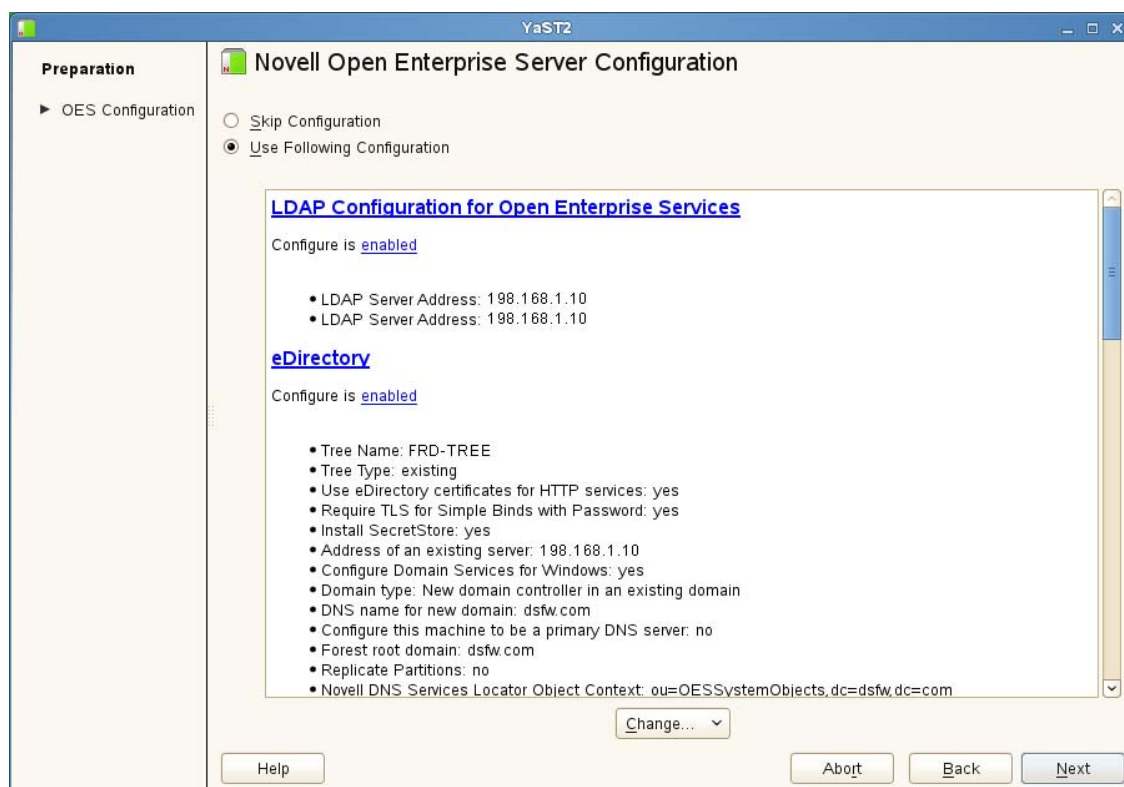 YaST2
Preparation
OES Configuration
Novell Open Enterprise Server Configuration
Skip Configuration
Use Following Configuration
LDAP Configuration for Open Enterprise Services
Configure is enabled
• LDAP Server Address: 198.168.1.10
• LDAP Server Address: 198.168.1.10
eDirectory
Configure is enabled
• Tree Name: FRD-TREE
• Tree Type: existing
• Use eDirectory certificates for HTTP services: yes
• Require TLS for Simple Binds with Password: yes
• Install SecretStore: yes
• Address of an existing server: 198.168.1.10
• Configure Domain Services for Windows: yes
• Domain type: New domain controller in an existing domain
• DNS name for new domain: dsfw.com
• Configure this machine to be a primary DNS server: no
• Forest root domain: dsfw.com
• Replicate Partitions: no
• Novell DNS Services Locator Object Context: ou=OESSystemObjects,dc=dsfw,dc=com
Change...
Help
Abort
Back
Next